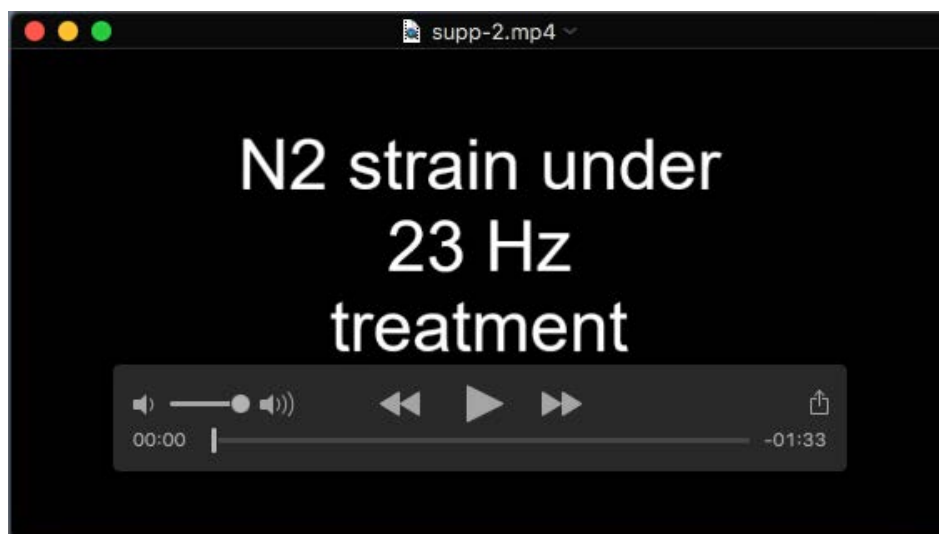 supp-2.mp4
N2 strain under
23 Hz
treatment
00:00
-01:33